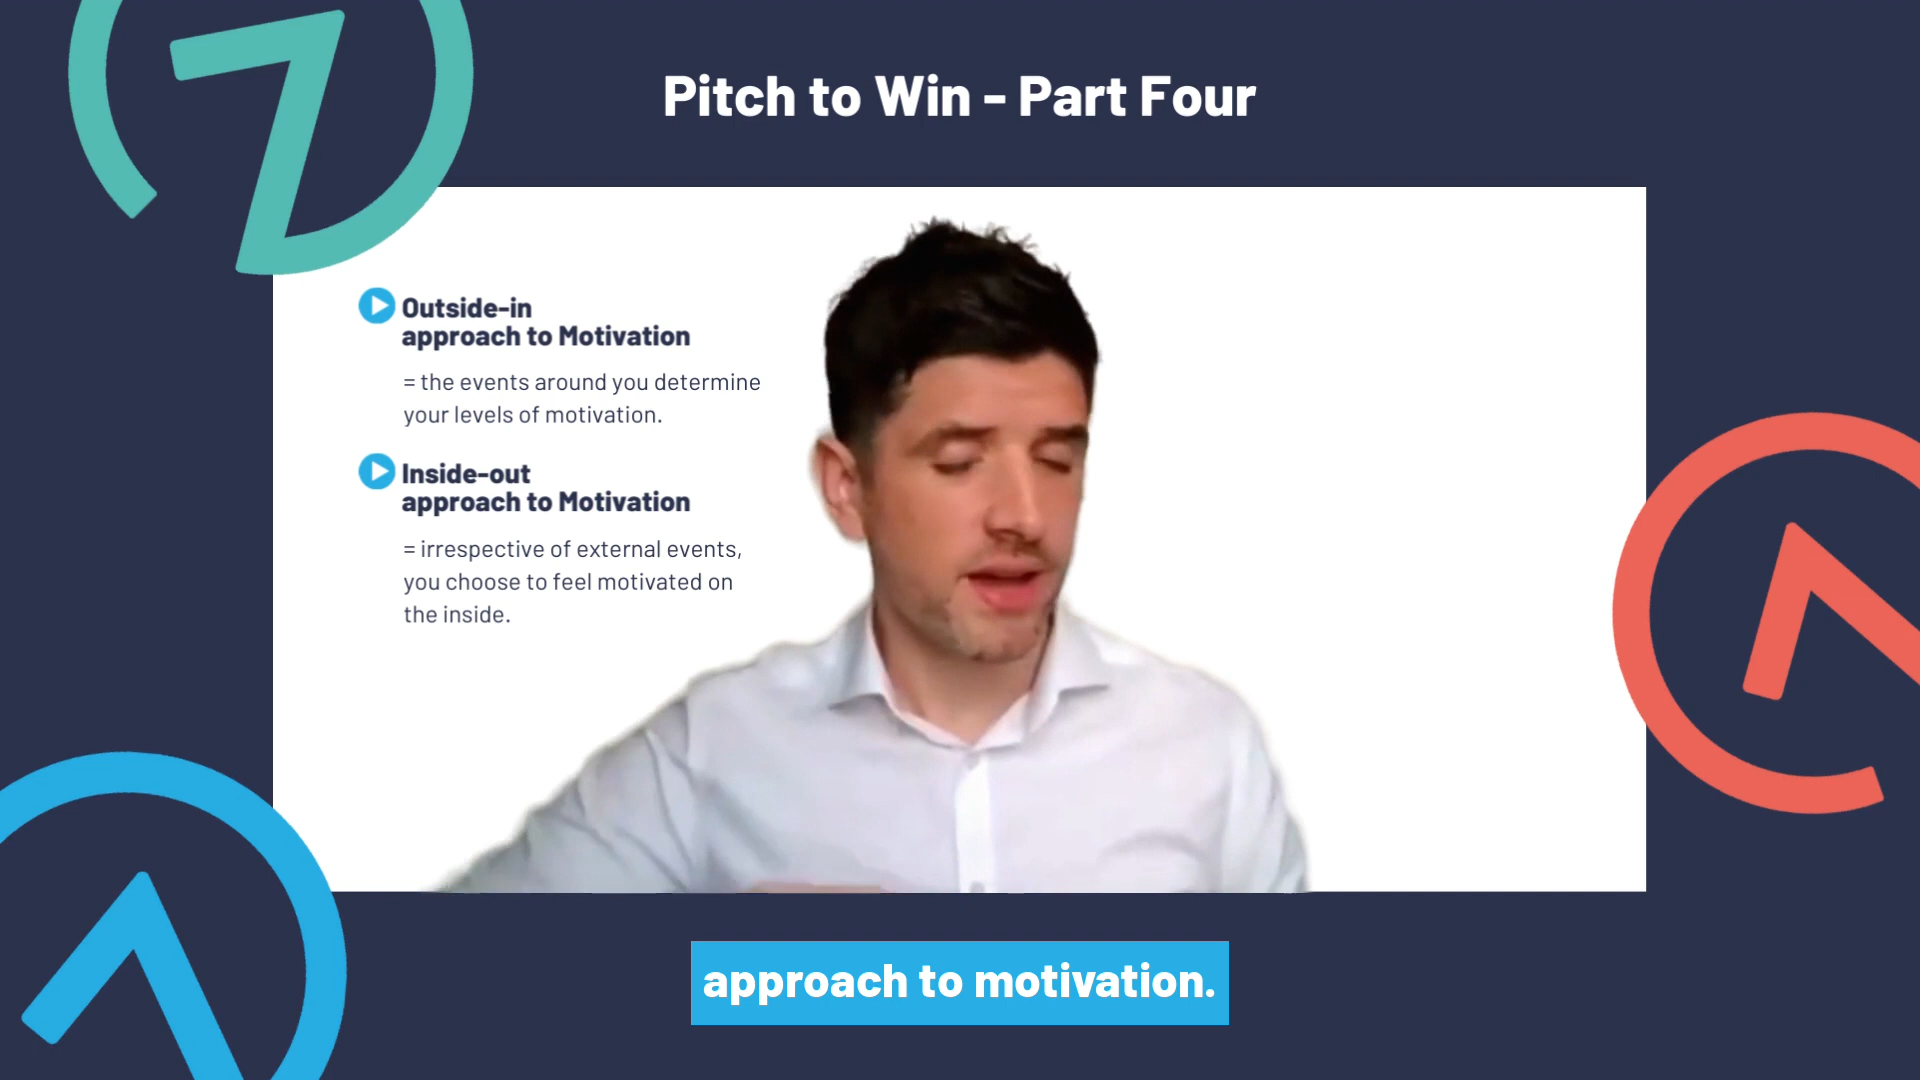 Pitch to Win - Part Four
Outside-in
approach to Motivation
= the events around you determine
your levels of motivation.
Inside-out
approach to Motivation
= irrespective of external events,
you choose to feel motivated on
the inside.
approach to motivation.